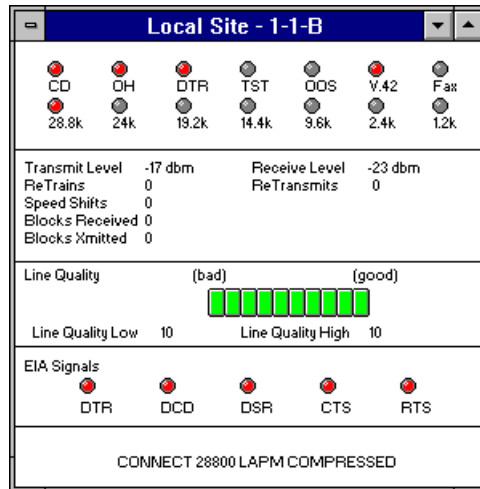 Local Site - 1-1-B
CD OH DTR TST OOS V.42 Fax
28.8k 24k 19.2k 14.4k 9.6k 2.4k 1.2k
Transmit Level -17 dbm Receive Level -23 dbm
ReTrains 0 ReTransmits 0
Speed Shifts 0
Blocks Received 0
Blocks Xmitted 0
Line Quality (bad) (good)
Line Quality Low 10 Line Quality High 10
EIA Signals
DTR DCD DSR CTS RTS
CONNECT 28800 LAPM COMPRESSED